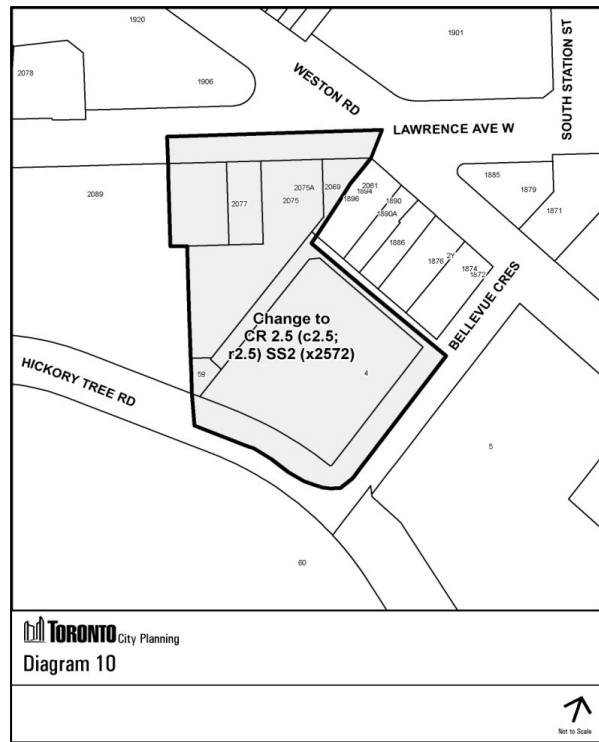 1920
1901
SOUTH STATION ST
2078
1906
WESTON RD
LAWRENCE AVE W
2089
2077
2075A
2075
2069
2061
1894
1896
1890
1890A
1886
1885
1879
1871
1876
2Y
1874
1872
BELLEVUE CRES
Change to
CR 2.5 (c2.5;
r2.5) SS2 (x2572)
HICKORY TREE RD
59
4
5
60
TORONTO City Planning
Diagram 10
Not to Scale